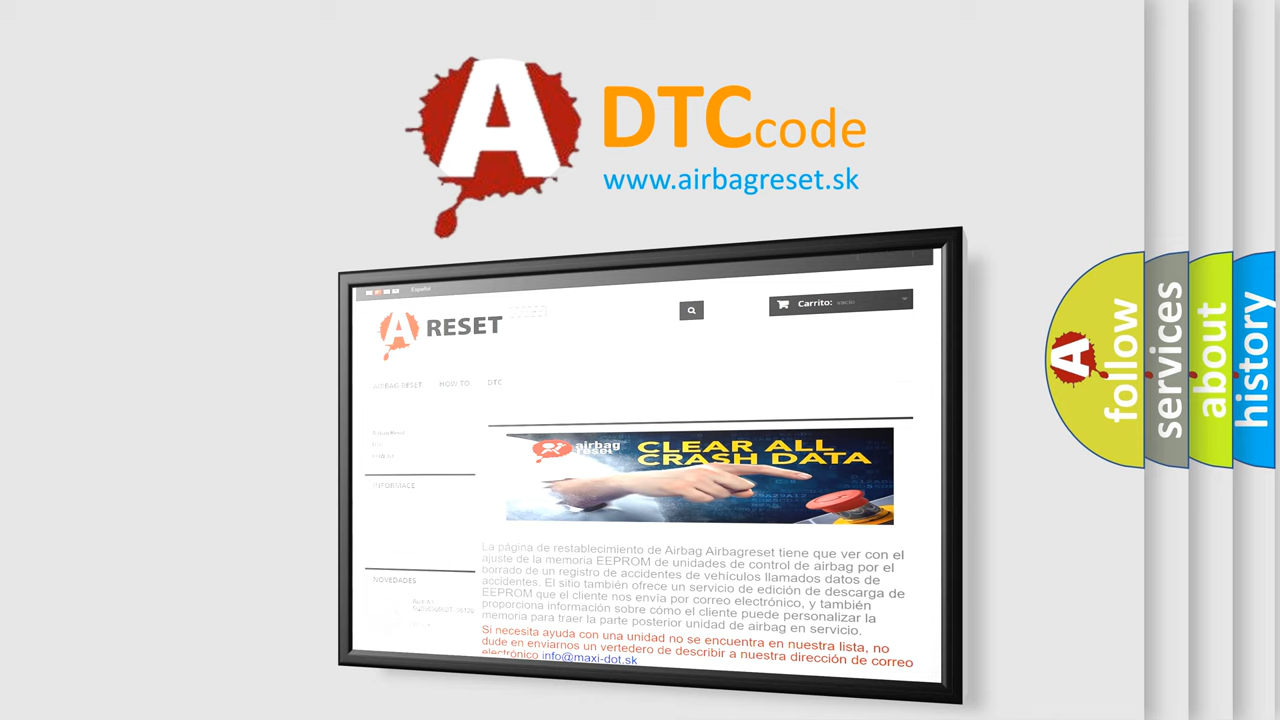 A
DTC code
www.airbagreset.sk
Español
A RESET
Carrito: vacío
AIRBAG RESET HOW TO DTC
Airbag Reset
airbag
reset
CLEAR ALL
CRASH DATA
INFORMACE
NOVEDADES
La página de restablecimiento de Airbag Airbagreset tiene que ver con el
ajuste de la memoria EEPROM de unidades de control de airbag por el
borrado de un registro de accidentes de vehículos llamados datos de
accidentes. El sitio también ofrece un servicio de edición de descarga de
EEPROM que el cliente nos envía por correo electrónico, y también
proporciona información sobre cómo el cliente puede personalizar la
memoria para traer la parte posterior unidad de airbag en servicio.
Si necesita ayuda con una unidad no se encuentra en nuestra lista, no
dude en enviarnos un vertedero de describir a nuestra dirección de correo
electrónico info@maxi-dot.sk
A
follow
services
about
history